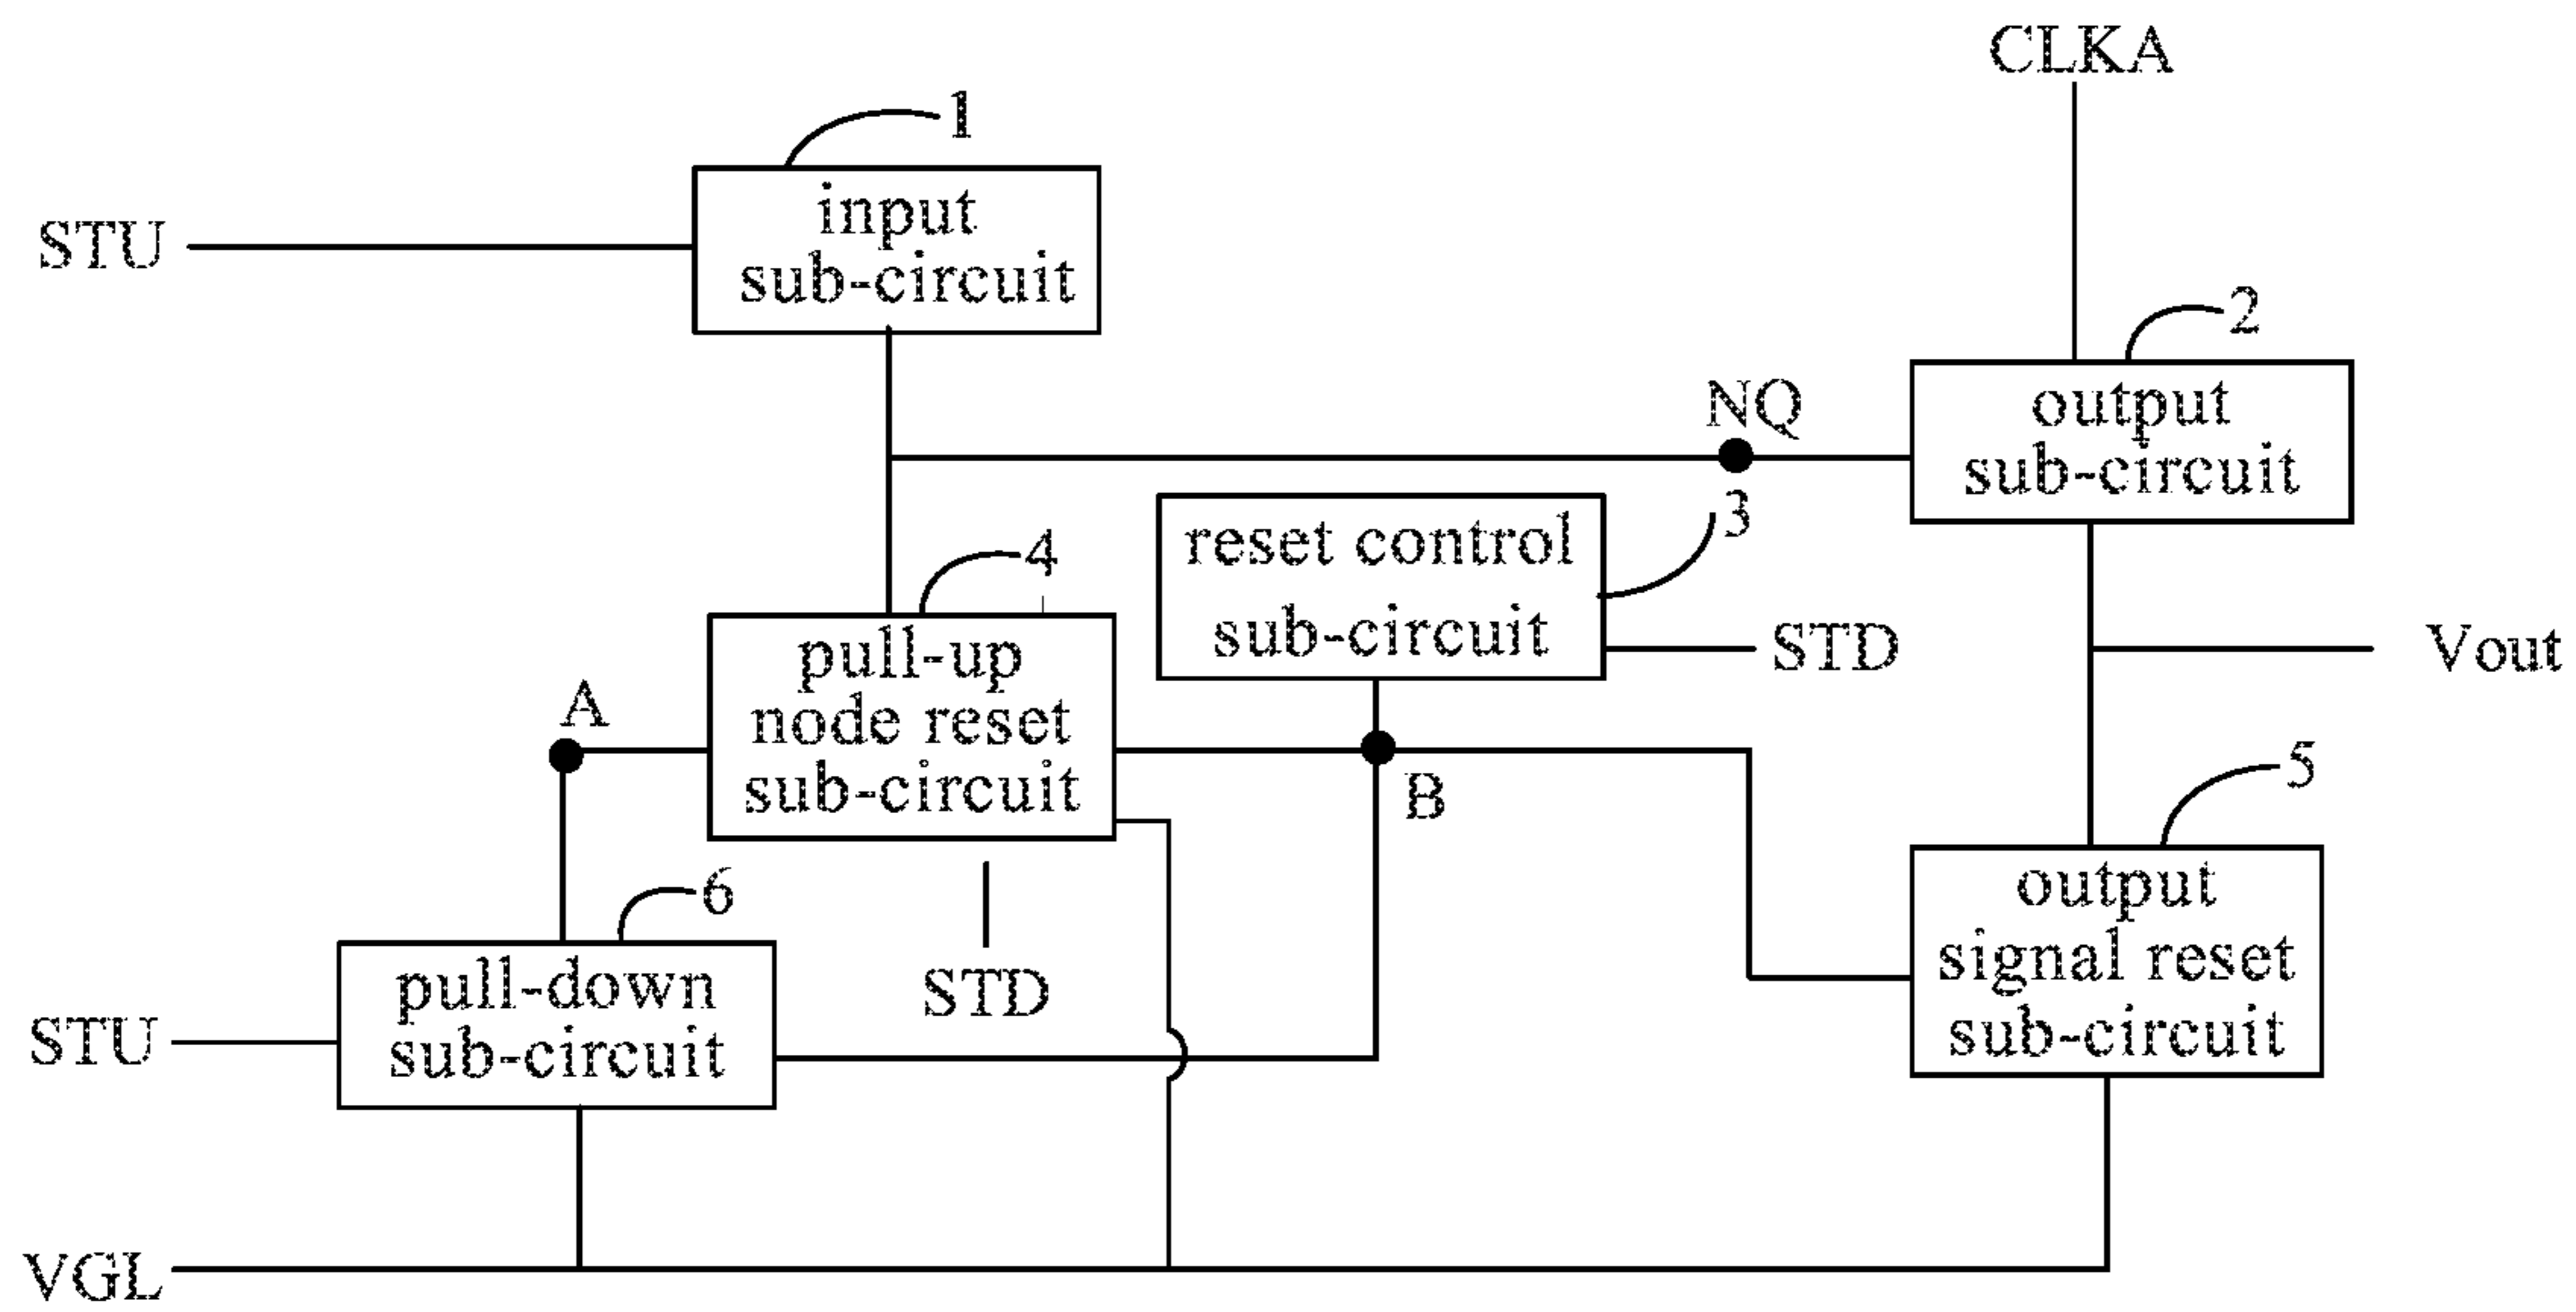 CLKA
1
input
sub-circuit
STU
2
output
sub-circuit
NQ
3
reset control
sub-circuit
STD
4
pull-up
node reset
sub-circuit
Vout
A
B
5
output
signal reset
sub-circuit
6
pull-down
sub-circuit
STD
STU
VGL